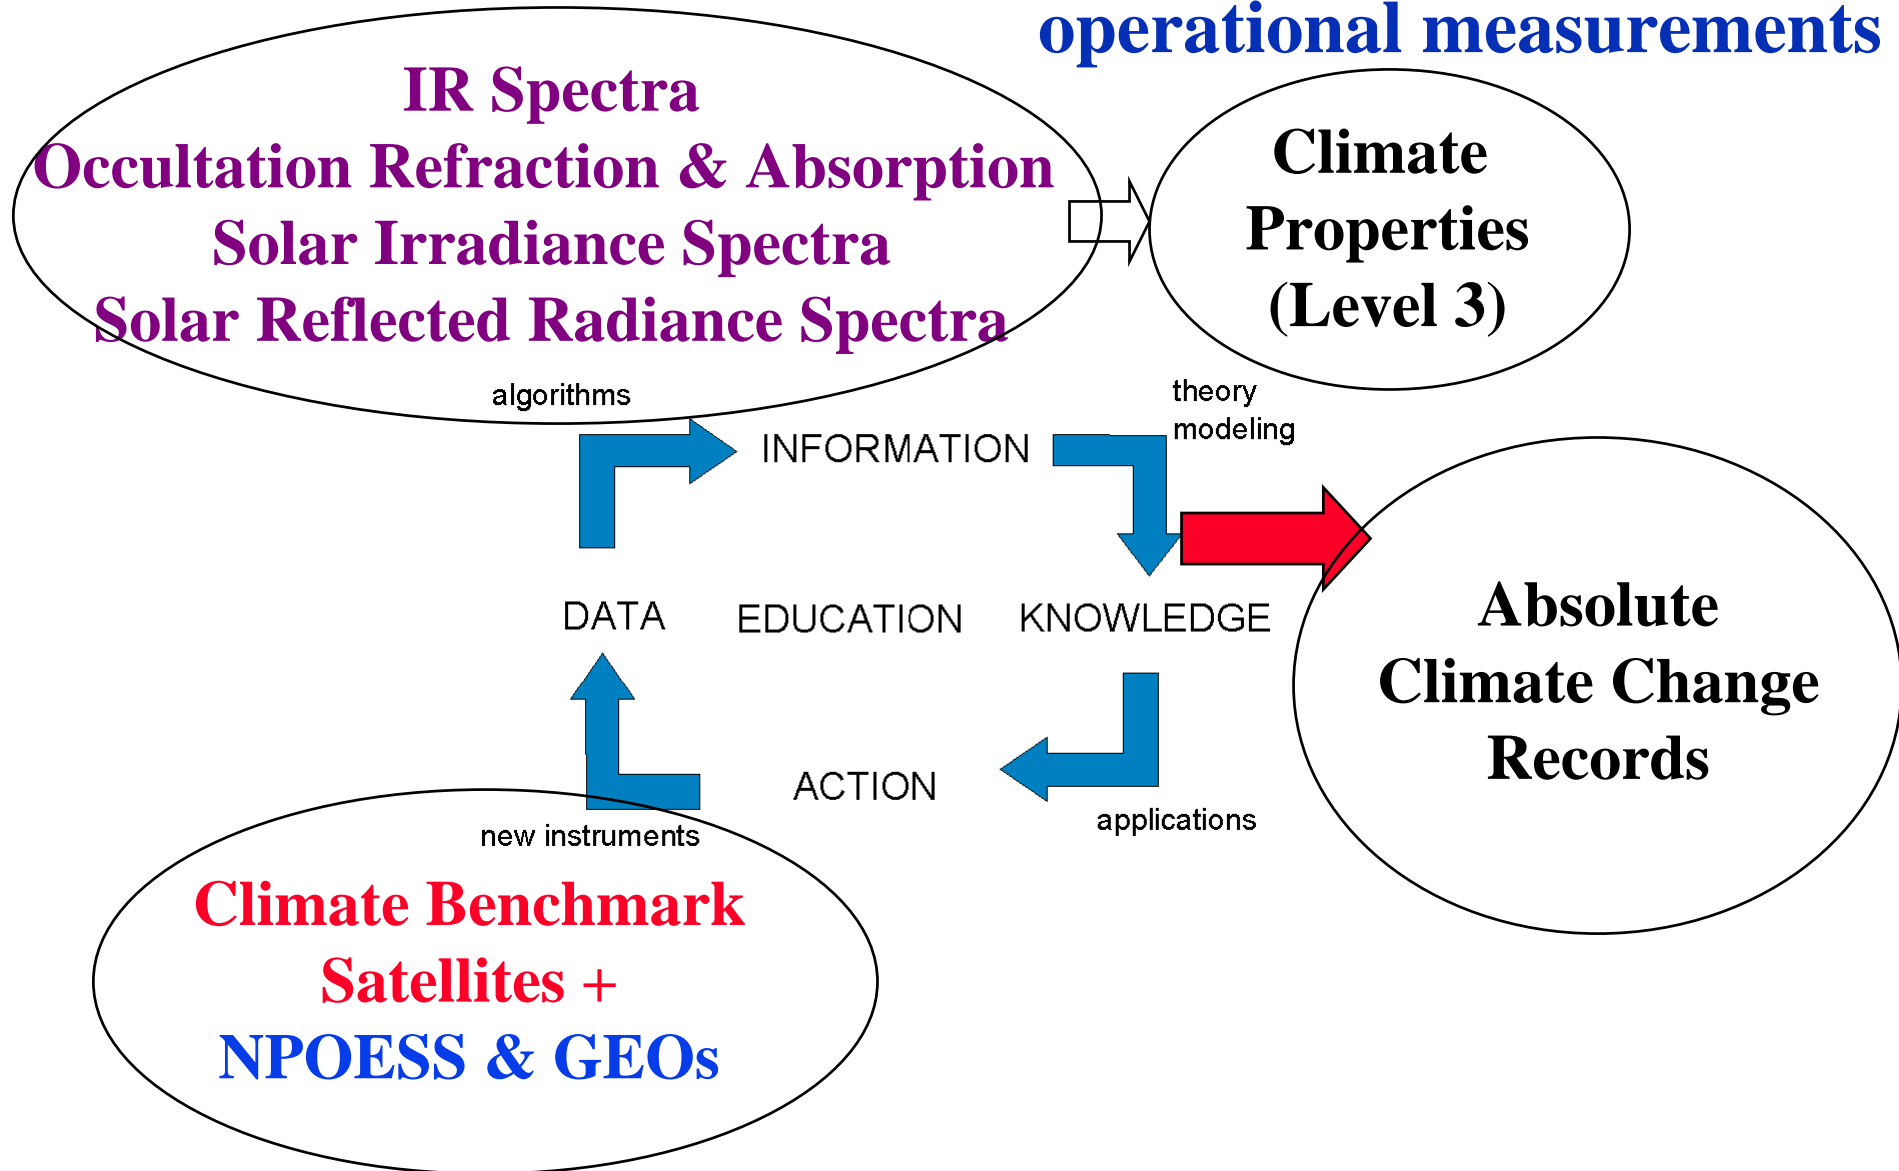 operational measurements
IR Spectra
Occultation Refraction & Absorption
Solar Irradiance Spectra
Solar Reflected Radiance Spectra
Climate
Properties
(Level 3)
algorithms
theory
modeling
INFORMATION
DATA
EDUCATION
KNOWLEDGE
Absolute
Climate Change
Records
ACTION
applications
new instruments
Climate Benchmark
Satellites +
NPOESS & GEOs